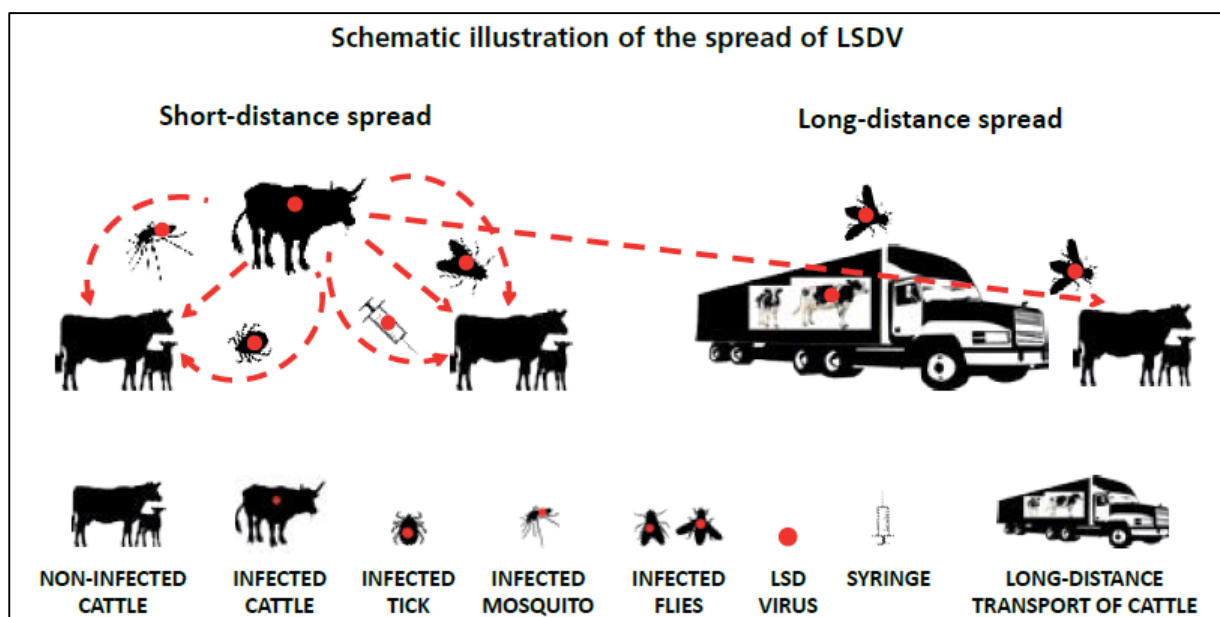 Schematic illustration of the spread of LSDV
Short-distance spread
Long-distance spread
NON-INFECTED
CATTLE
INFECTED
CATTLE
INFECTED
TICK
INFECTED
MOSQUITO
INFECTED
FLIES
LSD
VIRUS
SYRINGE
LONG-DISTANCE
TRANSPORT OF CATTLE